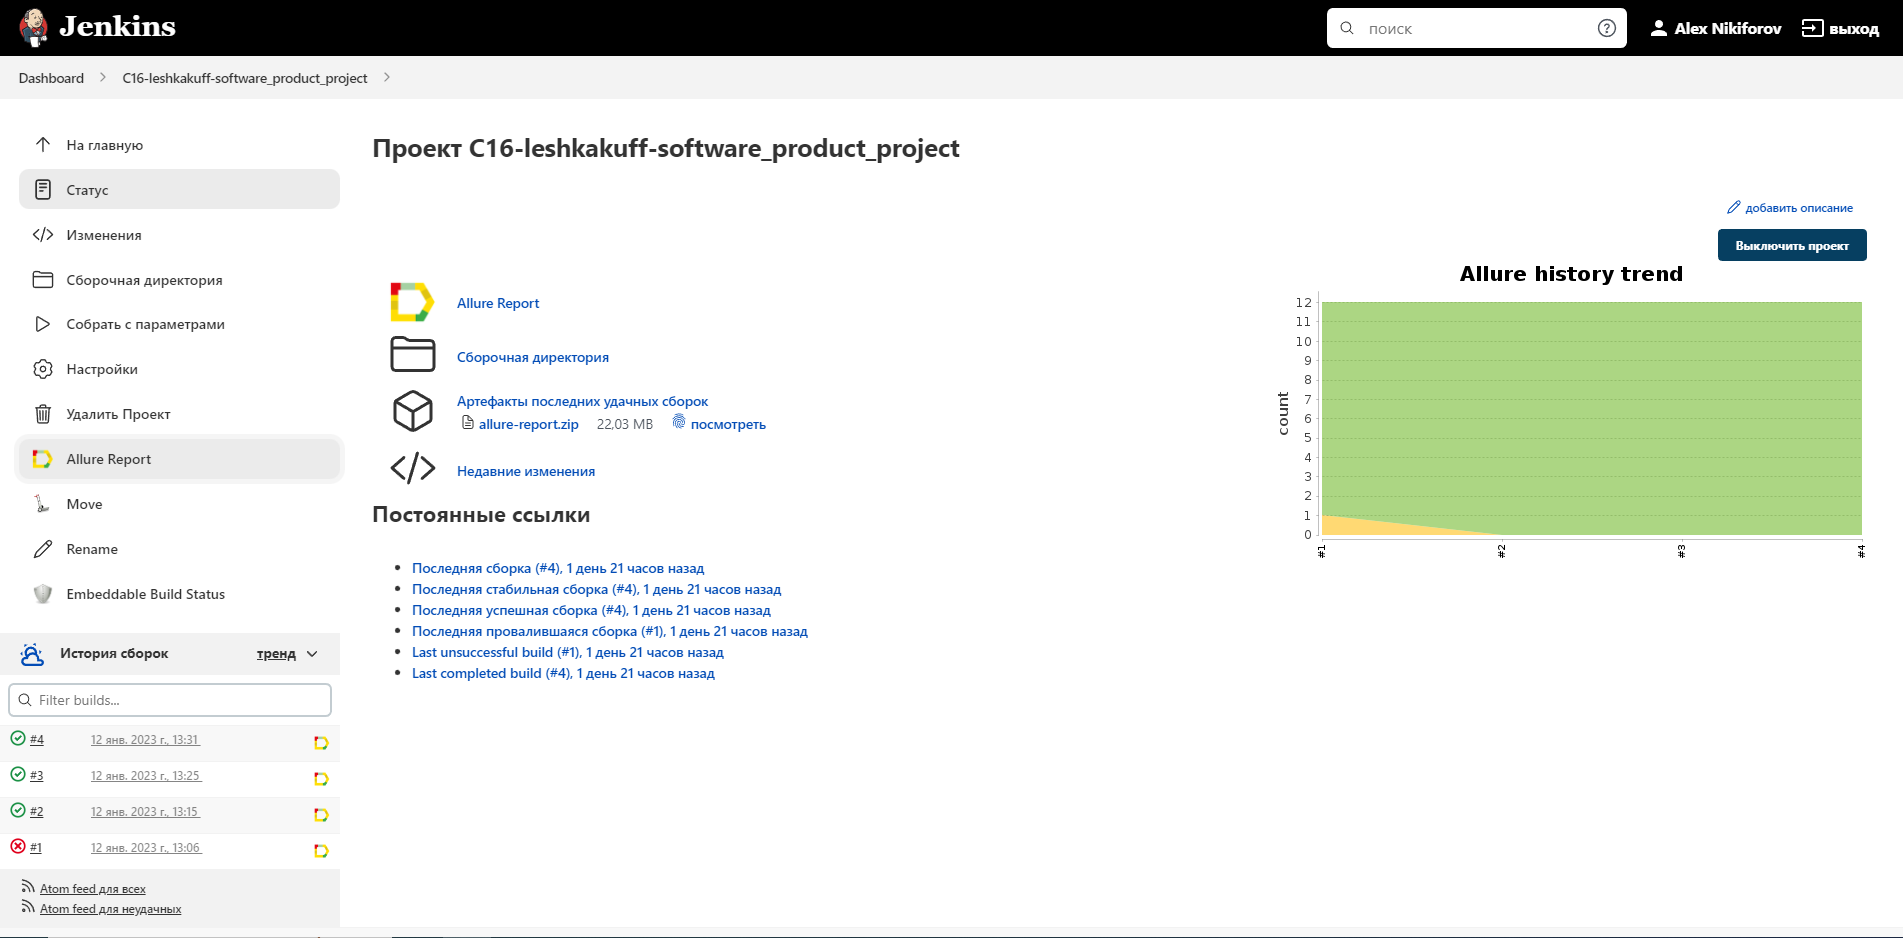 Jenkins
поиск
Alex Nikiforov
выход
Dashboard
C16-leshkakuff-software_product_project
На главную
Статус
Изменения
Сборочная директория
Собрать с параметрами
Настройки
Удалить Проект
Allure Report
Move
Rename
Embeddable Build Status
История сборок
тренд
Filter builds...
#4 12 янв. 2023 г., 13:31
#3 12 янв. 2023 г., 13:25
#2 12 янв. 2023 г., 13:15
#1 12 янв. 2023 г., 13:06
Atom feed для всех
Atom feed для неудачных
Проект C16-leshkakuff-software_product_project
добавить описание
Выключить проект
Allure Report
Сборочная директория
Артефакты последних удачных сборок
allure-report.zip 22,03 MB посмотреть
Недавние изменения
Постоянные ссылки
Последняя сборка (#4), 1 день 21 часов назад
Последняя стабильная сборка (#4), 1 день 21 часов назад
Последняя успешная сборка (#4), 1 день 21 часов назад
Последняя провалившаяся сборка (#1), 1 день 21 часов назад
Last unsuccessful build (#1), 1 день 21 часов назад
Last completed build (#4), 1 день 21 часов назад
Allure history trend
count
12
11
10
9
8
7
6
5
4
3
2
1
0
#1
#2
#3
#4